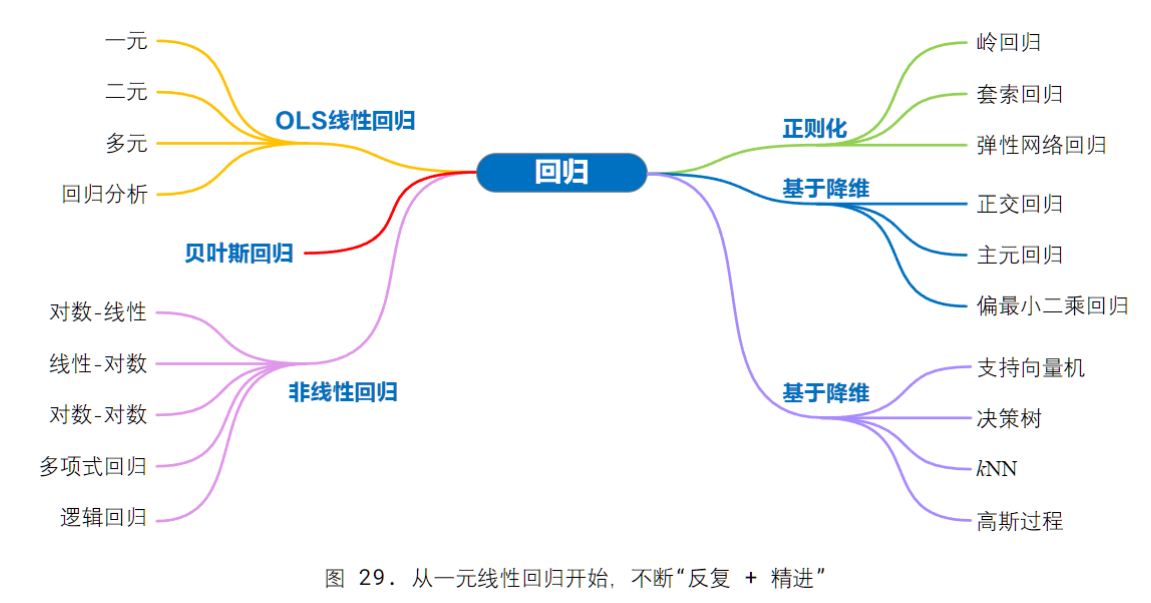 回归
OLS线性回归
一元
二元
多元
回归分析
贝叶斯回归
非线性回归
对数-线性
线性-对数
对数-对数
多项式回归
逻辑回归
正则化
岭回归
套索回归
弹性网络回归
基于降维
正交回归
主元回归
偏最小二乘回归
基于降维
支持向量机
决策树
kNN
高斯过程
图 29. 从一元线性回归开始，不断“反复 + 精进”